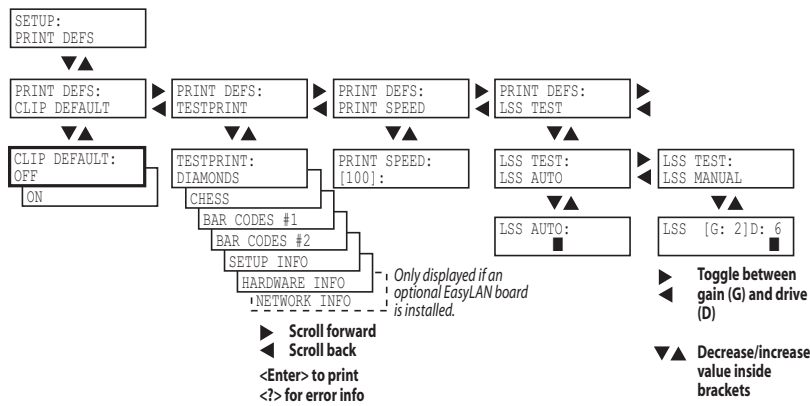 SETUP:
PRINT DEFS
PRINT DEFS:
CLIP DEFAULT
PRINT DEFS:
TESTPRINT
PRINT DEFS:
PRINT SPEED
PRINT DEFS:
LSS TEST
CLIP DEFAULT:
OFF
ON
TESTPRINT:
DIAMONDS
CHESS
BAR CODES #1
BAR CODES #2
SETUP INFO
HARDWARE INFO
NETWORK INFO
Only displayed if an
optional EasyLAN board
is installed.
Scroll forward
Scroll back
<Enter> to print
<?> for error info
PRINT SPEED:
[100]:
LSS TEST:
LSS AUTO
LSS TEST:
LSS MANUAL
LSS AUTO:
LSS [G: 2]D: 6
Toggle between
gain (G) and drive
(D)
Decrease/increase
value inside
brackets